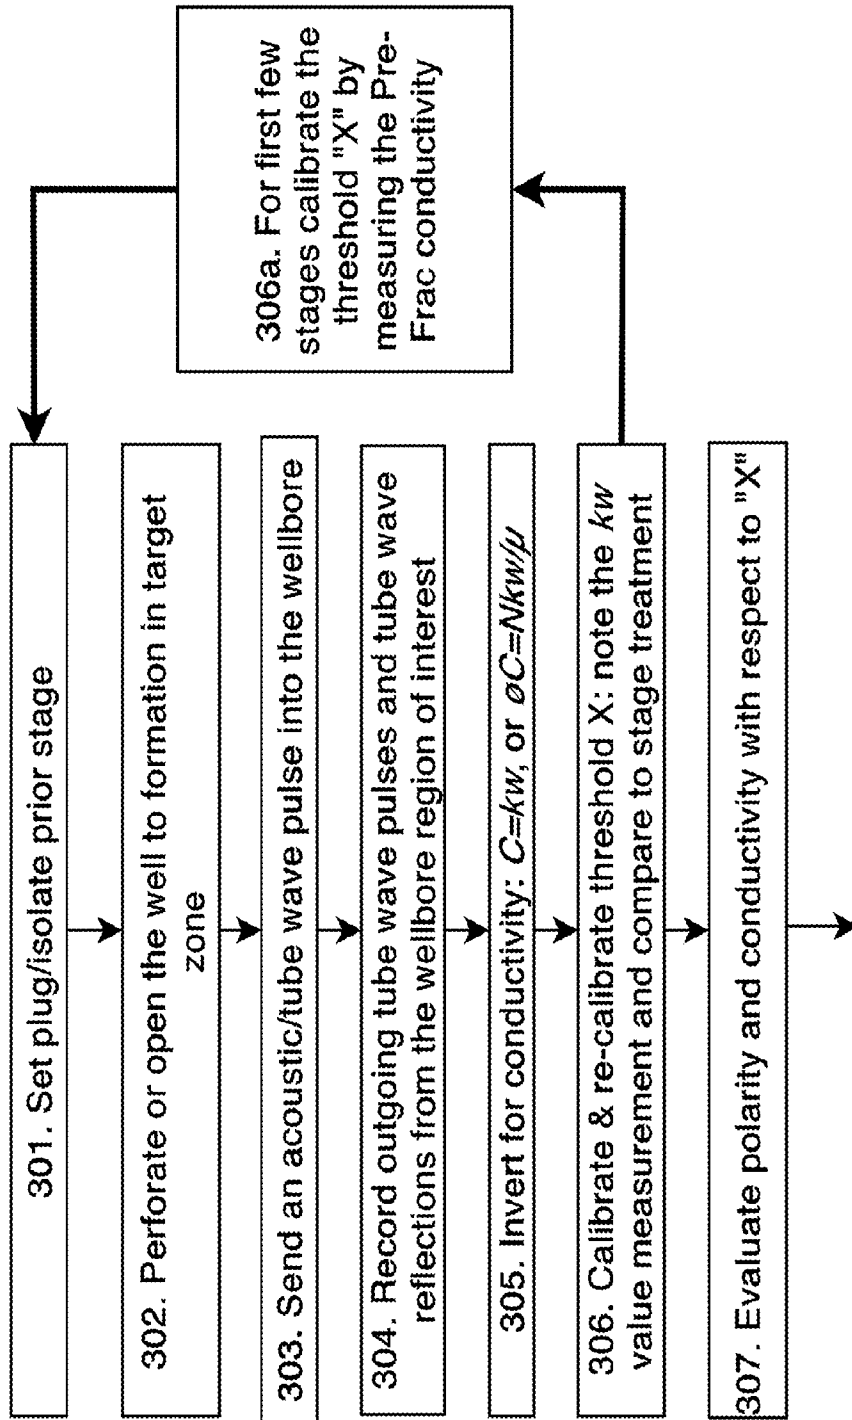 301. Set plug/isolate prior stage
302. Perforate or open the well to formation in target
zone
303. Send an acoustic/tube wave pulse into the wellbore
304. Record outgoing tube wave pulses and tube wave
reflections from the wellbore region of interest
305. Invert for conductivity: C=kw, or øC=Nkw/μ
306. Calibrate & re-calibrate threshold X: note the kw
value measurement and compare to stage treatment
306a. For first few
stages calibrate the
threshold "X" by
measuring the Pre-
Frac conductivity
307. Evaluate polarity and conductivity with respect to "X"